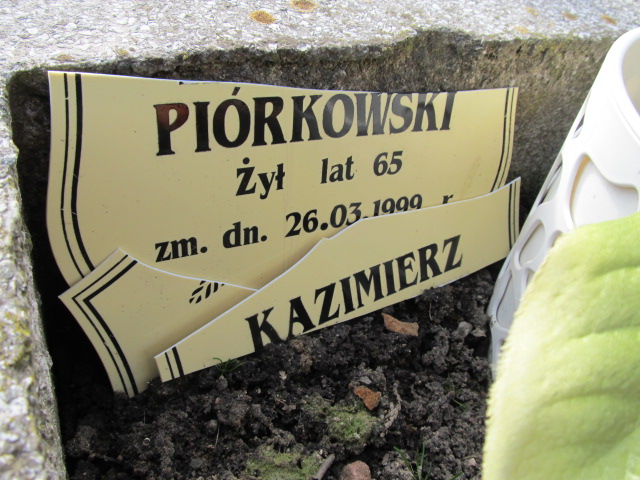 PIÓRKOWSKI
Żył lat 65
zm. dn. 26.03.1999 r
KAZIMIERZ